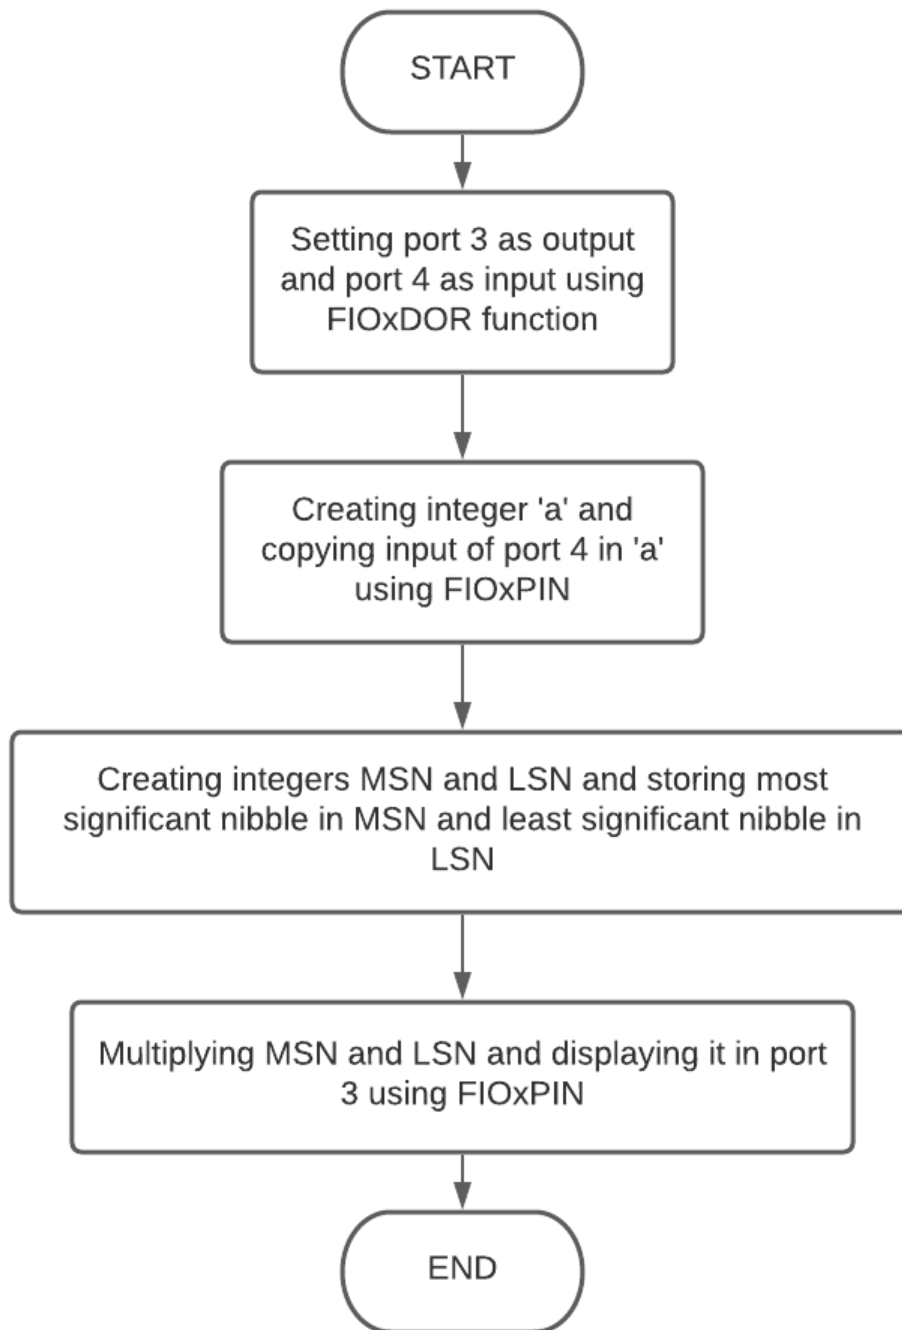 START
Setting port 3 as output
and port 4 as input using
FIOxDOR function
Creating integer 'a' and
copying input of port 4 in 'a'
using FIOxPIN
Creating integers MSN and LSN and storing most
significant nibble in MSN and least significant nibble in
LSN
Multiplying MSN and LSN and displaying it in port
3 using FIOxPIN
END